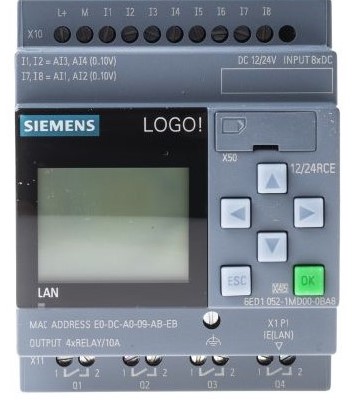 L+ M I1 I2 I3 I4 I5 I6 I7 I8
X10
I1, I2 = AI3, AI4 (0..10V)
I7, I8 = AI1, AI2 (0..10V)
DC 12/24V INPUT 8xDC
SIEMENS LOGO!
X50
12/24RCE
ESC OK
LAN
6ED1 052-1MD00-0BA8
MAC ADDRESS E0-DC-A0-09-AB-EB
X1 P1
OUTPUT 4xRELAY/10A
IE(LAN)
X11
1 2 1 2 1 2 1 2
Q1 Q2 Q3 Q4